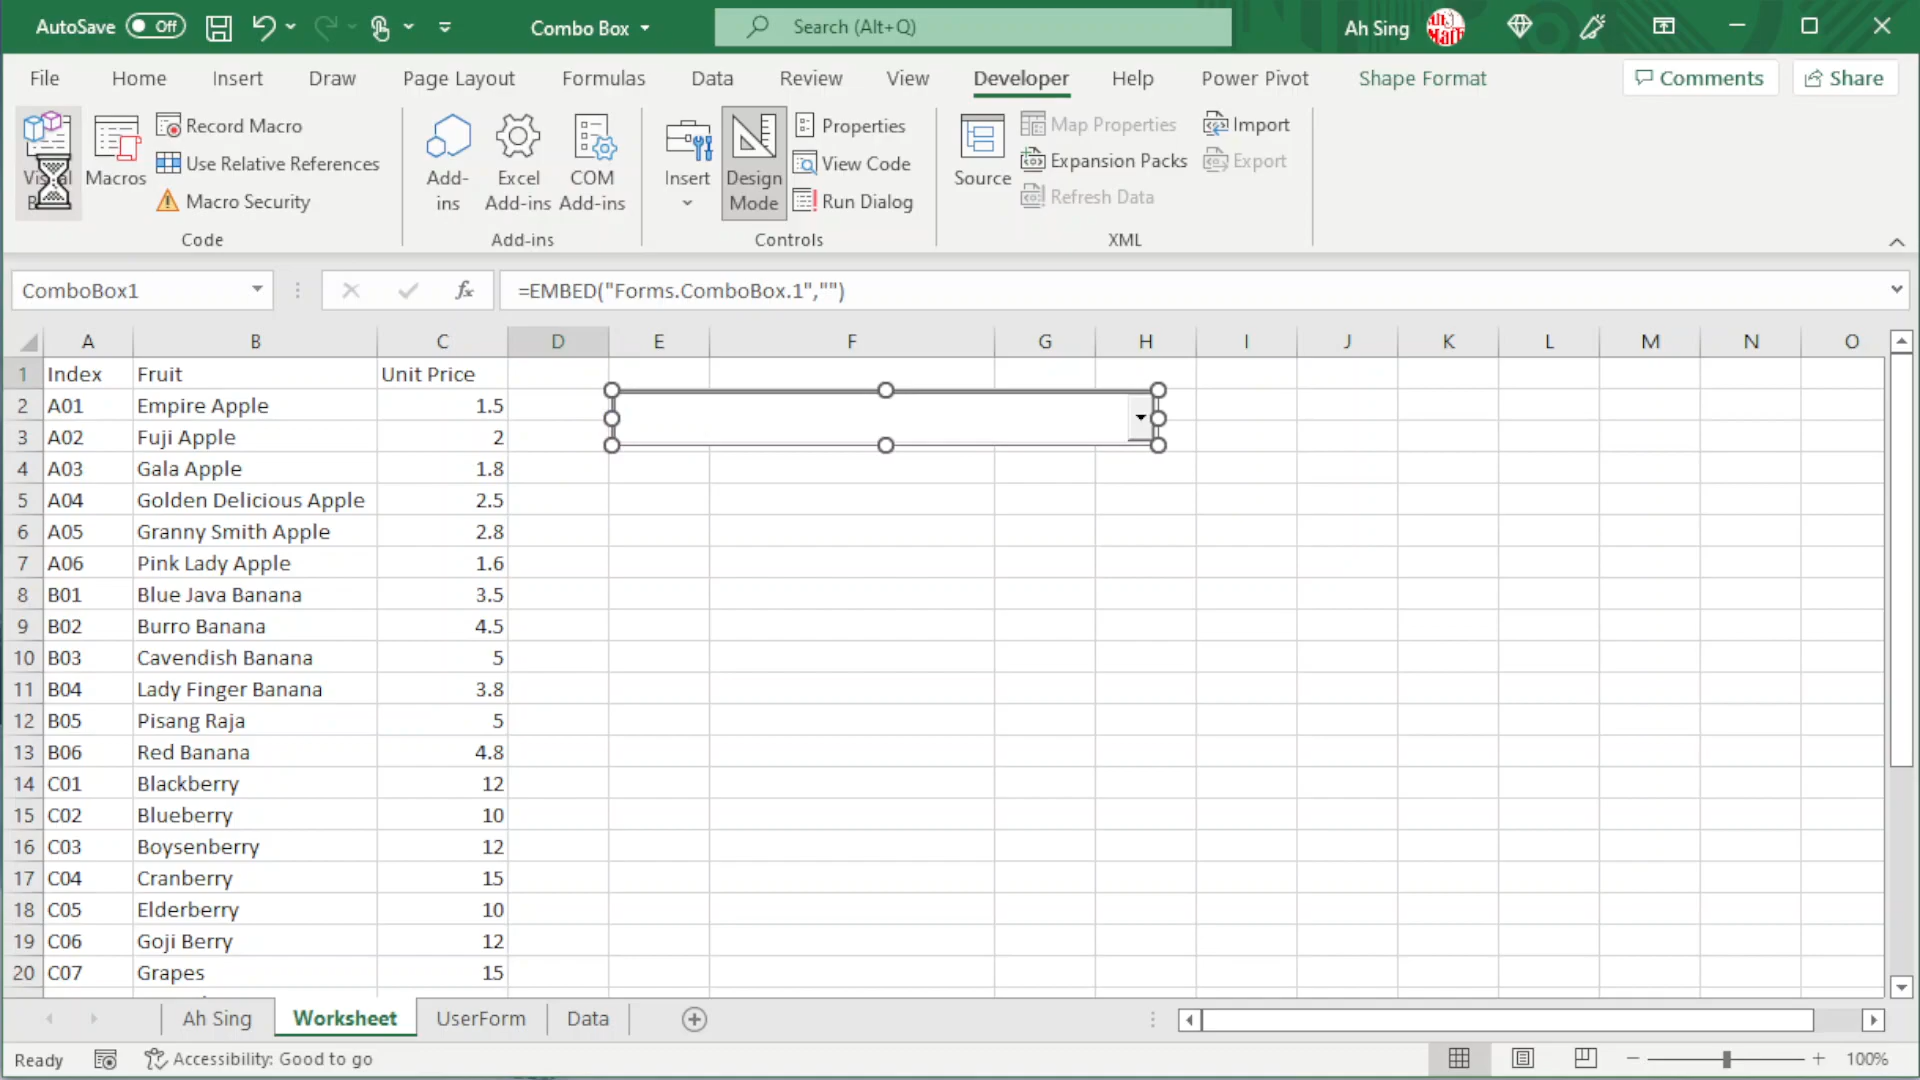 AutoSave Off Combo Box Search (Alt+Q) Ah Sing
File Home Insert Draw Page Layout Formulas Data Review View Developer Help Power Pivot Shape Format Comments Share
Macros
Record Macro
Use Relative References
Macro Security
Code
Add-
ins
Excel
Add-ins
COM
Add-ins
Add-ins
Insert
Design
Mode
Properties
View Code
Run Dialog
Controls
Source
Map Properties
Expansion Packs
Refresh Data
Import
Export
XML
ComboBox1 fx =EMBED("Forms.ComboBox.1","")
A B C D E F G H I J K L M N O
1 Index Fruit Unit Price
2 A01 Empire Apple 1.5
3 A02 Fuji Apple 2
4 A03 Gala Apple 1.8
5 A04 Golden Delicious Apple 2.5
6 A05 Granny Smith Apple 2.8
7 A06 Pink Lady Apple 1.6
8 B01 Blue Java Banana 3.5
9 B02 Burro Banana 4.5
10 B03 Cavendish Banana 5
11 B04 Lady Finger Banana 3.8
12 B05 Pisang Raja 5
13 B06 Red Banana 4.8
14 C01 Blackberry 12
15 C02 Blueberry 10
16 C03 Boysenberry 12
17 C04 Cranberry 15
18 C05 Elderberry 10
19 C06 Goji Berry 12
20 C07 Grapes 15
Ah Sing Worksheet UserForm Data
Ready Accessibility: Good to go 100%